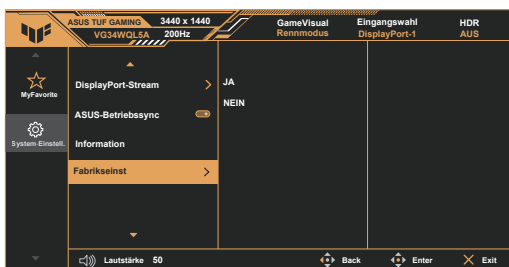 ASUS TUF GAMING 3440 x 1440
VG34WQL5A 200Hz
GameVisual
Rennmodus
Eingangswahl
DisplayPort-1
HDR
AUS
MyFavorite
System Einstell.
DisplayPort-Stream
ASUS-Betriebssync
Information
Fabrikseinst
JA
NEIN
Lautstärke 50
Back
Enter
Exit